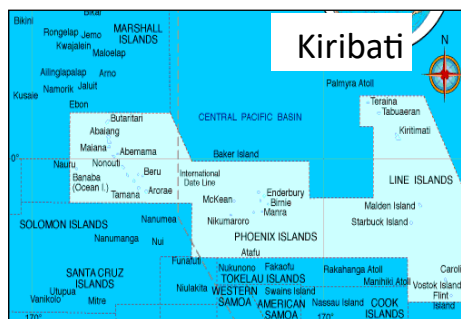 Kiribati
Bikini
Bikar
Rongelap
Jemo
Kwajalein
Maloelap
MARSHALL
ISLANDS
Ailinglapalap
Arno
Kusaie
Namorik
Jaluit
Ebon
N
Palmyra Atoll
Teraina
Tabuaeran
Kiritimati
Butaritari
Abaiang
Maiana
Abemama
Nonouti
CENTRAL PACIFIC BASIN
0°
Nauru
Banaba
(Ocean I.)
Beru
Tamana
Arorae
International
Date Line
Baker Island
0°
McKean
Enderbury
Birnie
Manra
Nikumaroro
LINE ISLANDS
Malden Island
Starbuck Island
SOLOMON ISLANDS
Nanumea
Nanumanga
Nui
PHOENIX ISLANDS
Atafu
Funafuti
Nukunono
Fakaofu
Rakahanga Atoll
SANTA CRUZ
ISLANDS
TOKELAU ISLANDS
Manihiki Atoll
Caroli
Vostok Island
Flint
Island
Utupua
Vanikolo
Mitre
Niulakita
WESTERN
SAMOA
Swains Island
AMERICAN
SAMOA
Nassau Island
COOK
ISLANDS
170°
170°